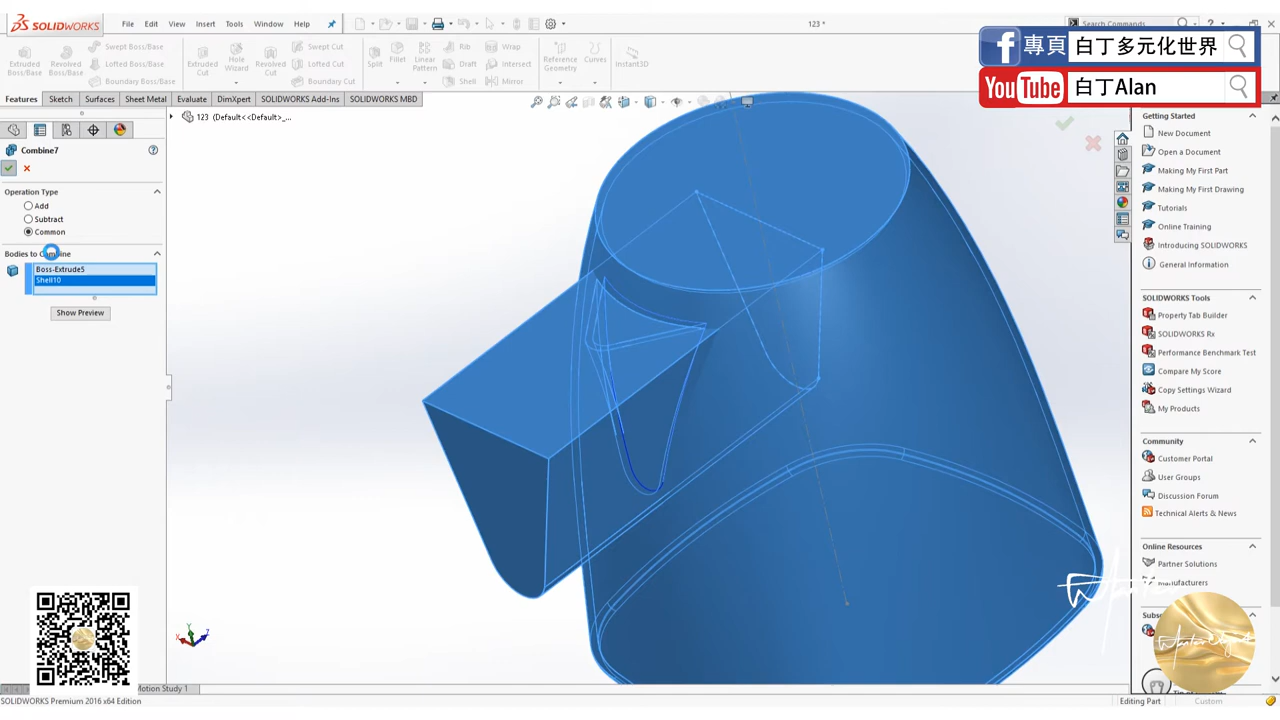 SOLIDWORKS
File Edit View Insert Tools Window Help
123 *
Search Commands
專頁 白丁多元化世界
YouTube 白丁Alan
Extruded Boss/Base
Revolved Boss/Base
Swept Boss/Base
Lofted Boss/Base
Boundary Boss/Base
Extruded Cut
Hole Wizard
Revolved Cut
Swept Cut
Lofted Cut
Boundary Cut
Split
Fillet
Linear Pattern
Rib
Draft
Shell
Wrap
Intersect
Mirror
Reference Geometry
Curves
Instant3D
Features Sketch Surfaces Sheet Metal Evaluate DimXpert SOLIDWORKS Add-Ins SOLIDWORKS MBD
123 (Default<<Default>_...
Combine7
Operation Type
Add
Subtract
Common
Bodies to Combine
Boss-Extrude5
Shell10
Show Preview
Getting Started
New Document
Open a Document
Making My First Part
Making My First Drawing
Tutorials
Online Training
Introducing SOLIDWORKS
General Information
SOLIDWORKS Tools
Property Tab Builder
SOLIDWORKS Rx
Performance Benchmark Test
Compare My Score
Copy Settings Wizard
My Products
Community
Customer Portal
User Groups
Discussion Forum
Technical Alerts & News
Online Resources
Partner Solutions
Manufacturers
Motion Study 1
SOLIDWORKS Premium 2016 x64 Edition
Editing Part
Custom